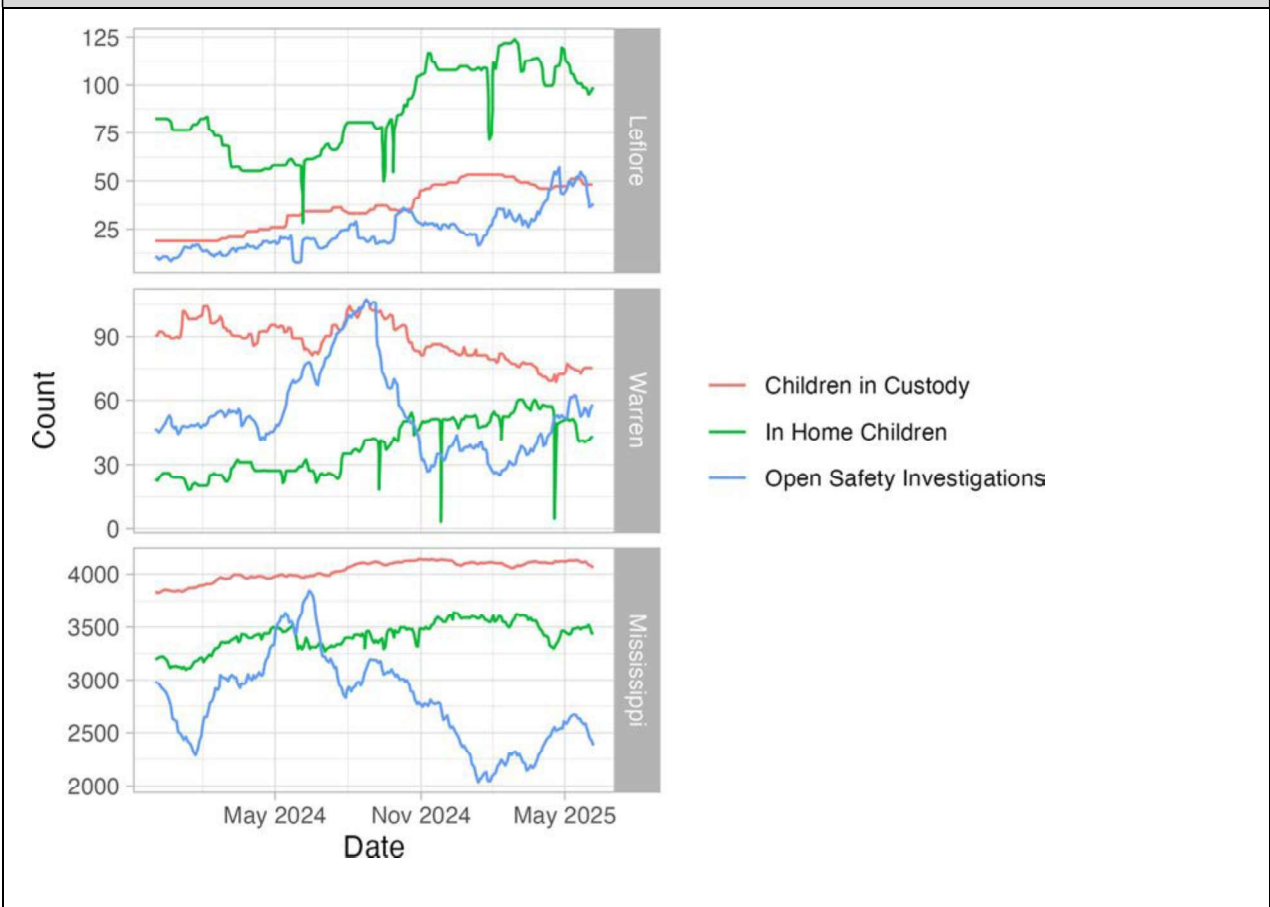 125
100
75
50
25
Leflore
90
60
30
0
Warren
4000
3500
3000
2500
2000
Mississippi
Count
May 2024 Nov 2024 May 2025
Date
Children in Custody
In Home Children
Open Safety Investigations